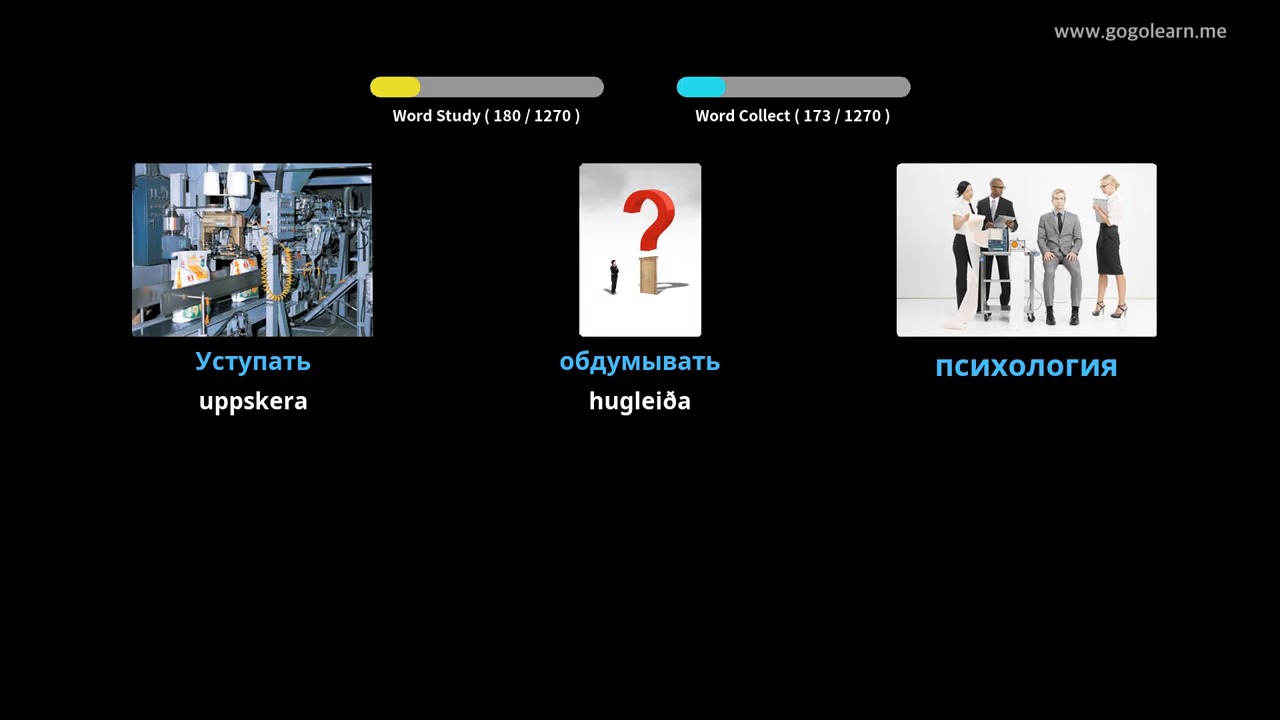 www.gogolearn.me
Word Study ( 180 / 1270 )
Word Collect ( 173 / 1270 )
Уступать
обдумывать
психология
uppskera
hugleiða